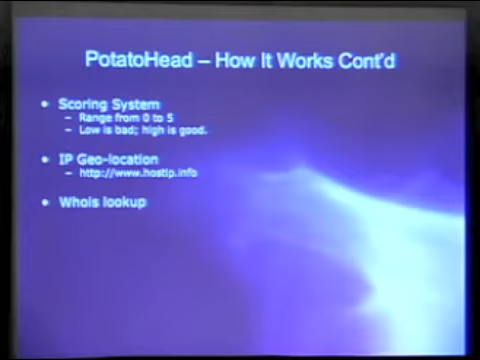 PotatoHead – How It Works Cont'd
• Scoring System
– Range from 0 to 5
– Low is bad; high is good.
• IP Geo-location
– http://www.hostip.info
• Whois lookup